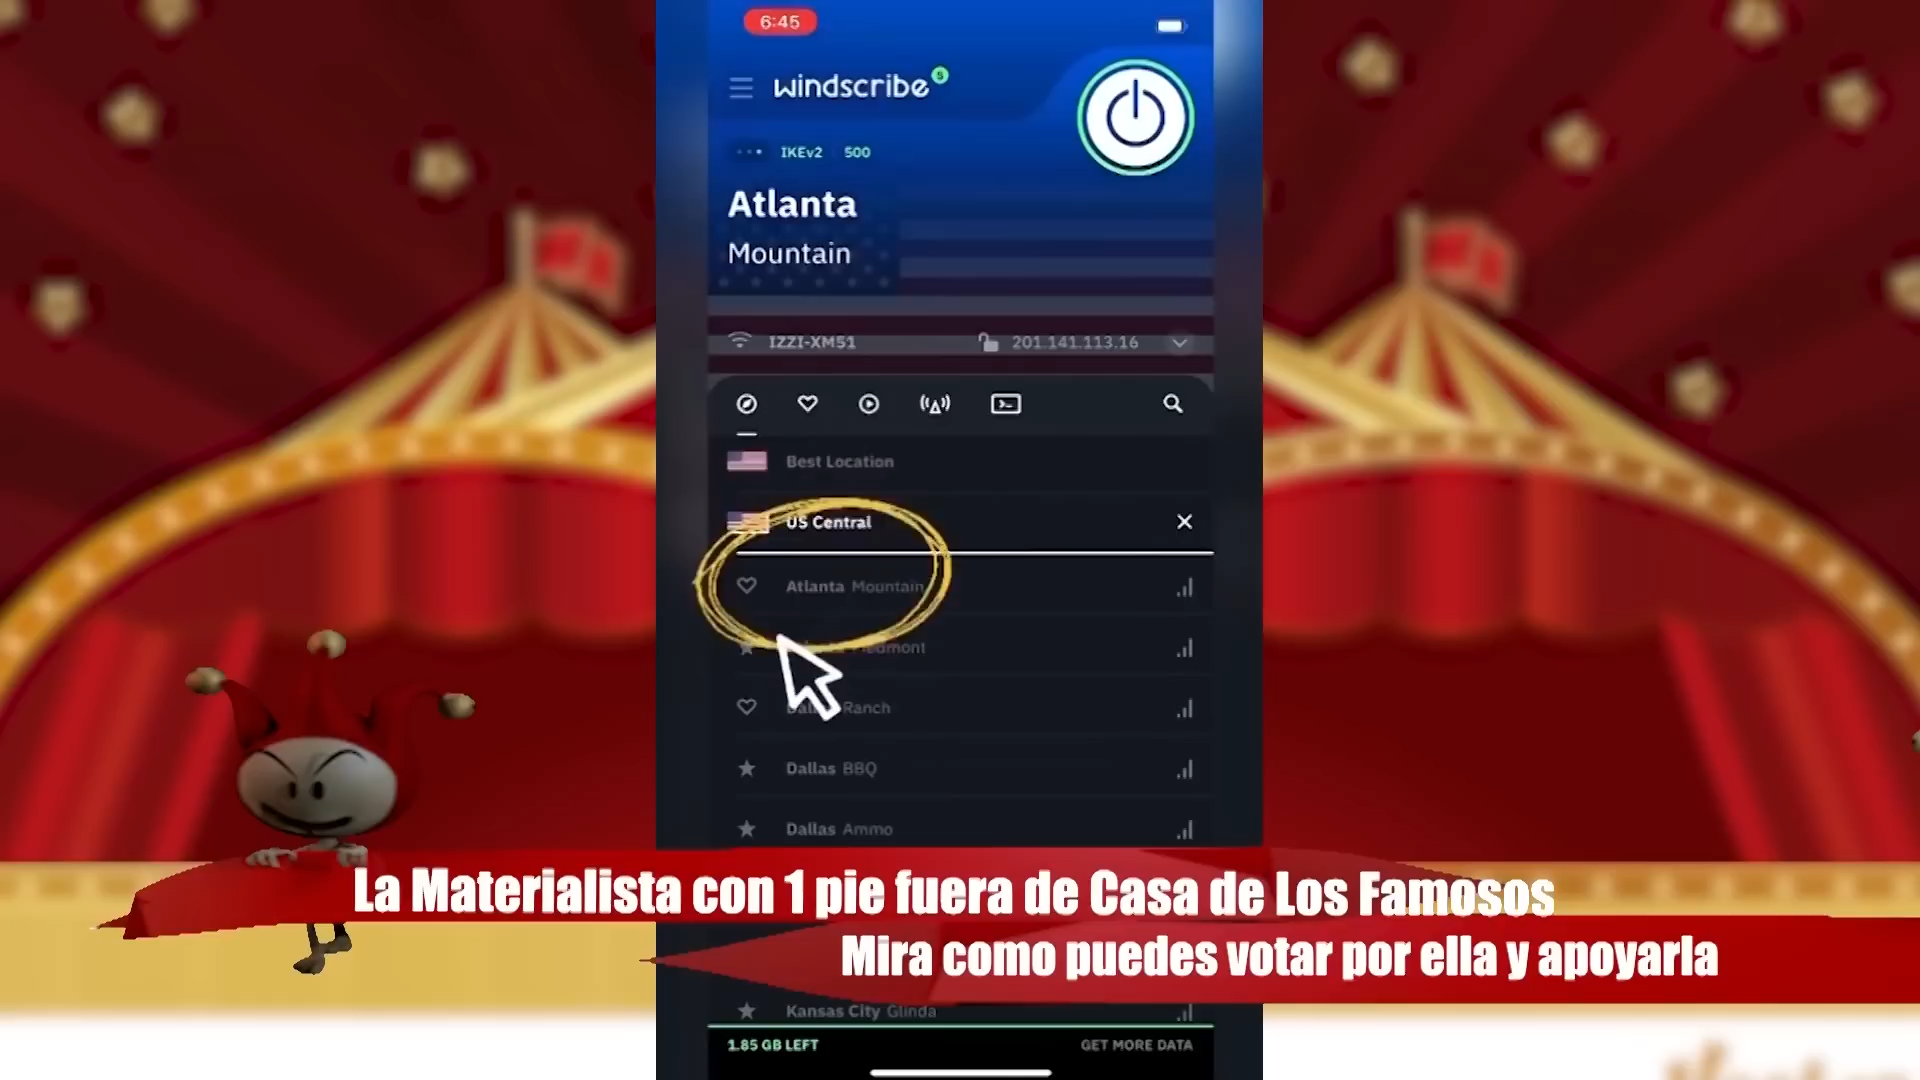 6:45
windscribe 5
IKEv2 500
Atlanta
Mountain
IZZI-XM51 201.141.113.16
Best Location
US Central
Atlanta Mountain
Ranch
Dallas BBQ
Dallas Ammo
La Materialista con 1 pie fuera de Casa de Los Famosos
Mira como puedes votar por ella y apoyarla
Kansas City Glinda
1.85 GB LEFT GET MORE DATA